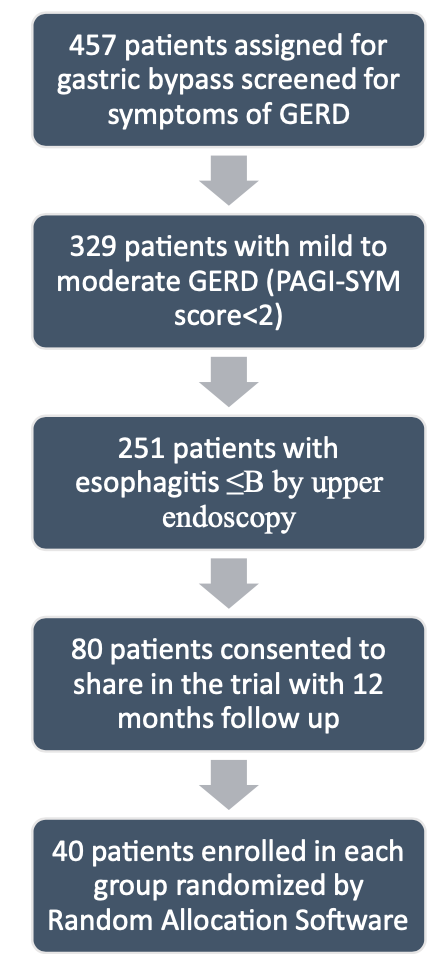 457 patients assigned for
gastric bypass screened for
symptoms of GERD
329 patients with mild to
moderate GERD (PAGI-SYM
score<2)
251 patients with
esophagitis ≤B by upper
endoscopy
80 patients consented to
share in the trial with 12
months follow up
40 patients enrolled in each
group randomized by
Random Allocation Software